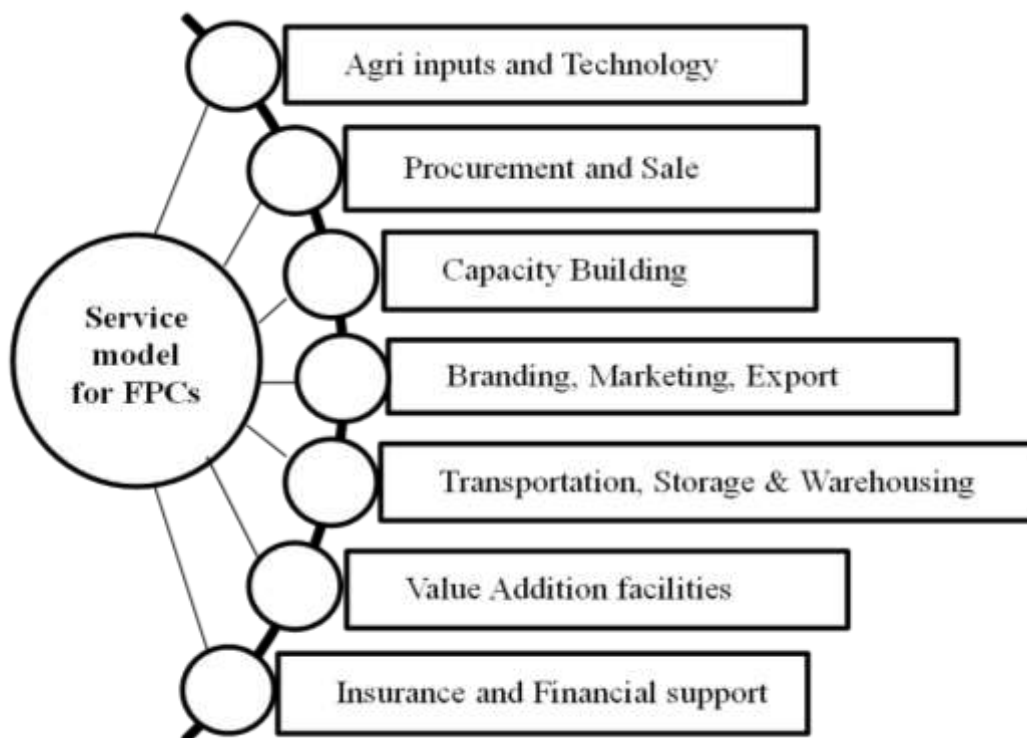 Agri inputs and Technology
Procurement and Sale
Capacity Building
Service
model
for FPCs
Branding, Marketing, Export
Transportation, Storage & Warehousing
Value Addition facilities
Insurance and Financial support